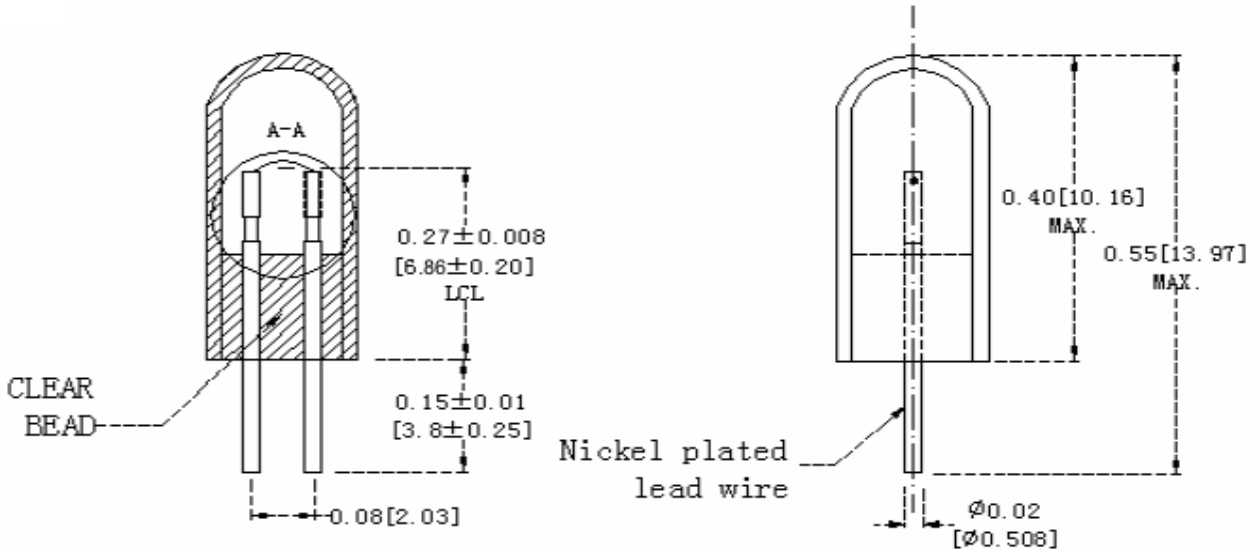 A-A
0.27±0.008
[6.86±0.20]
LCL
CLEAR
BEAD
0.15±0.01
[3.8±0.25]
0.08[2.03]
0.40[10.16]
MAX.
0.55[13.97]
MAX.
Nickel plated
lead wire
Ø0.02
[Ø0.508]